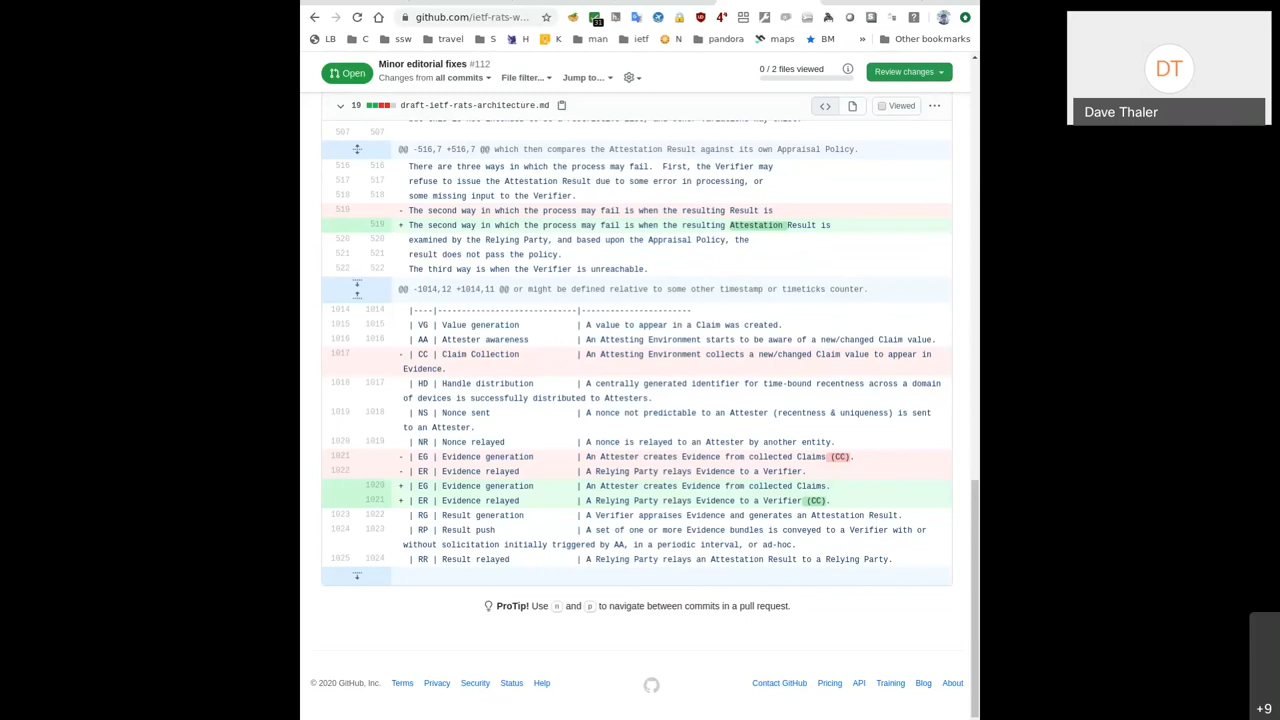 github.com/ietf-rats-w...
31
4⁹
LB C ssw travel S H K man ietf N pandora maps BM » Other bookmarks
Open
Minor editorial fixes #112
Changes from all commits File filter... Jump to...
0 / 2 files viewed
Review changes
19 draft-ietf-rats-architecture.md
Viewed
507 507
@@ -516,7 +516,7 @@ which then compares the Attestation Result against its own Appraisal Policy.
516 516 There are three ways in which the process may fail. First, the Verifier may
517 517 refuse to issue the Attestation Result due to some error in processing, or
518 518 some missing input to the Verifier.
519 - The second way in which the process may fail is when the resulting Result is
519 + The second way in which the process may fail is when the resulting Attestation Result is
520 520 examined by the Relying Party, and based upon the Appraisal Policy, the
521 521 result does not pass the policy.
522 522 The third way is when the Verifier is unreachable.
@@ -1014,12 +1014,11 @@ or might be defined relative to some other timestamp or timeticks counter.
1014 1014 |----|---------------------------|----------------------
1015 1015 | VG | Value generation | A value to appear in a Claim was created.
1016 1016 | AA | Attester awareness | An Attesting Environment starts to be aware of a new/changed Claim value.
1017 - | CC | Claim Collection | An Attesting Environment collects a new/changed Claim value to appear in
Evidence.
1018 1017 | HD | Handle distribution | A centrally generated identifier for time-bound recentness across a domain
of devices is successfully distributed to Attesters.
1019 1018 | NS | Nonce sent | A nonce not predictable to an Attester (recentness & uniqueness) is sent
to an Attester.
1020 1019 | NR | Nonce relayed | A nonce is relayed to an Attester by another entity.
1021 - | EG | Evidence generation | An Attester creates Evidence from collected Claims (CC).
1022 - | ER | Evidence relayed | A Relying Party relays Evidence to a Verifier.
1020 + | EG | Evidence generation | An Attester creates Evidence from collected Claims.
1021 + | ER | Evidence relayed | A Relying Party relays Evidence to a Verifier (CC).
1023 1022 | RG | Result generation | A Verifier appraises Evidence and generates an Attestation Result.
1024 1023 | RP | Result push | A set of one or more Evidence bundles is conveyed to a Verifier with or
without solicitation initially triggered by AA, in a periodic interval, or ad-hoc.
1025 1024 | RR | Result relayed | A Relying Party relays an Attestation Result to a Relying Party.
ProTip! Use n and p to navigate between commits in a pull request.
© 2020 GitHub, Inc. Terms Privacy Security Status Help Contact GitHub Pricing API Training Blog About
DT
Dave Thaler
+9